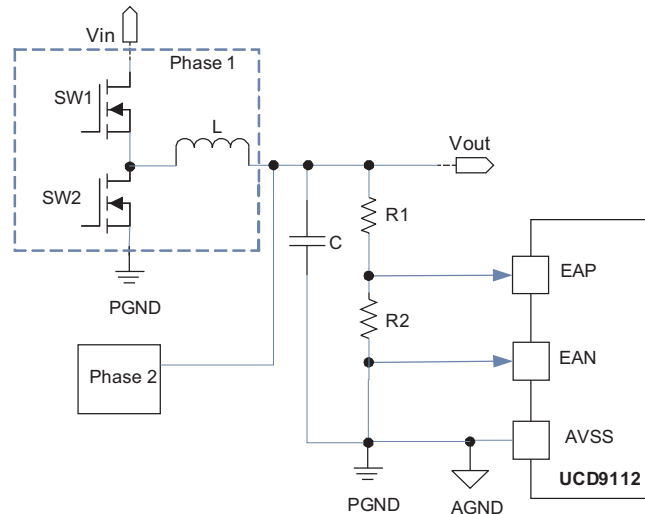 Vin
Phase 1
SW1
L
Vout
SW2
R1
C
EAP
PGND
R2
EAN
Phase 2
AVSS
UCD9112
PGND
AGND